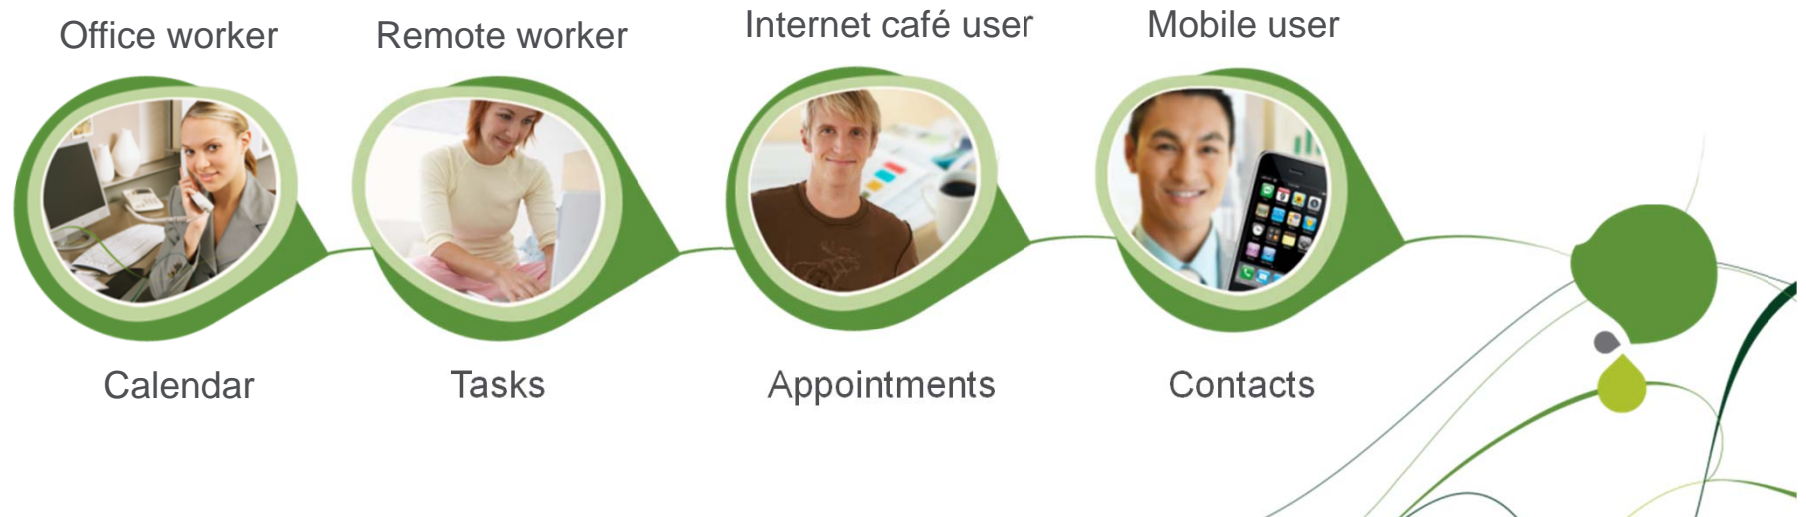 Office worker
Remote worker
Internet café user
Mobile user
Calendar
Tasks
Appointments
Contacts